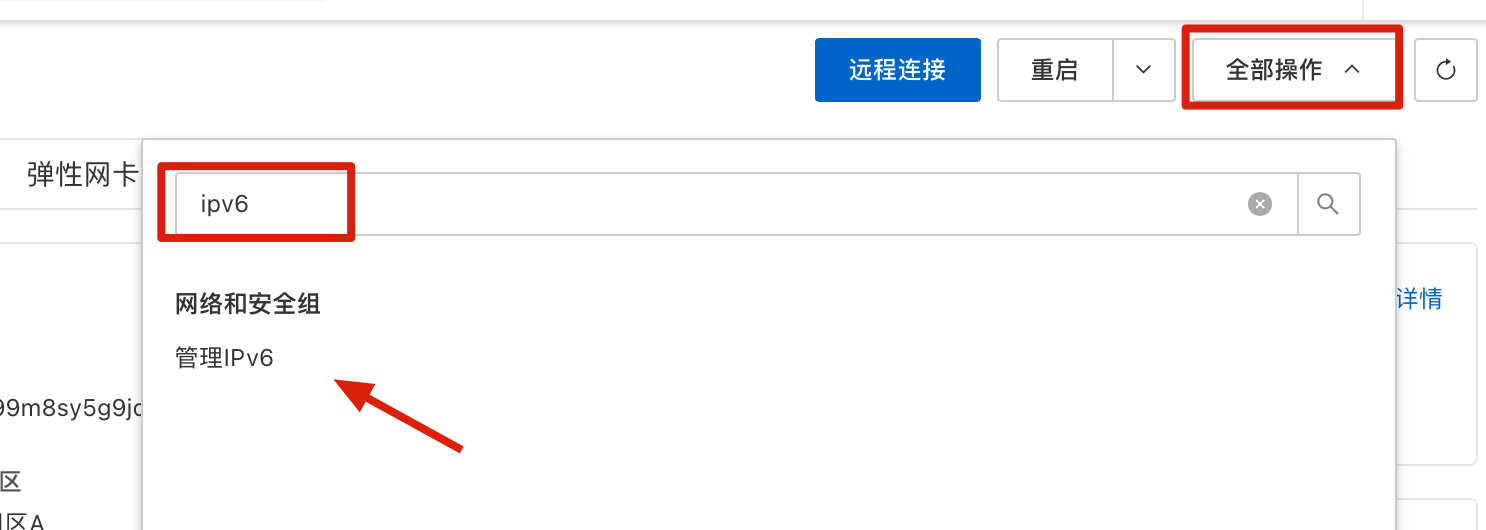 远程连接
重启
全部操作
弹性网卡
ipv6
网络和安全组
管理IPv6
详情
99m8sy5g9jc
区
区A